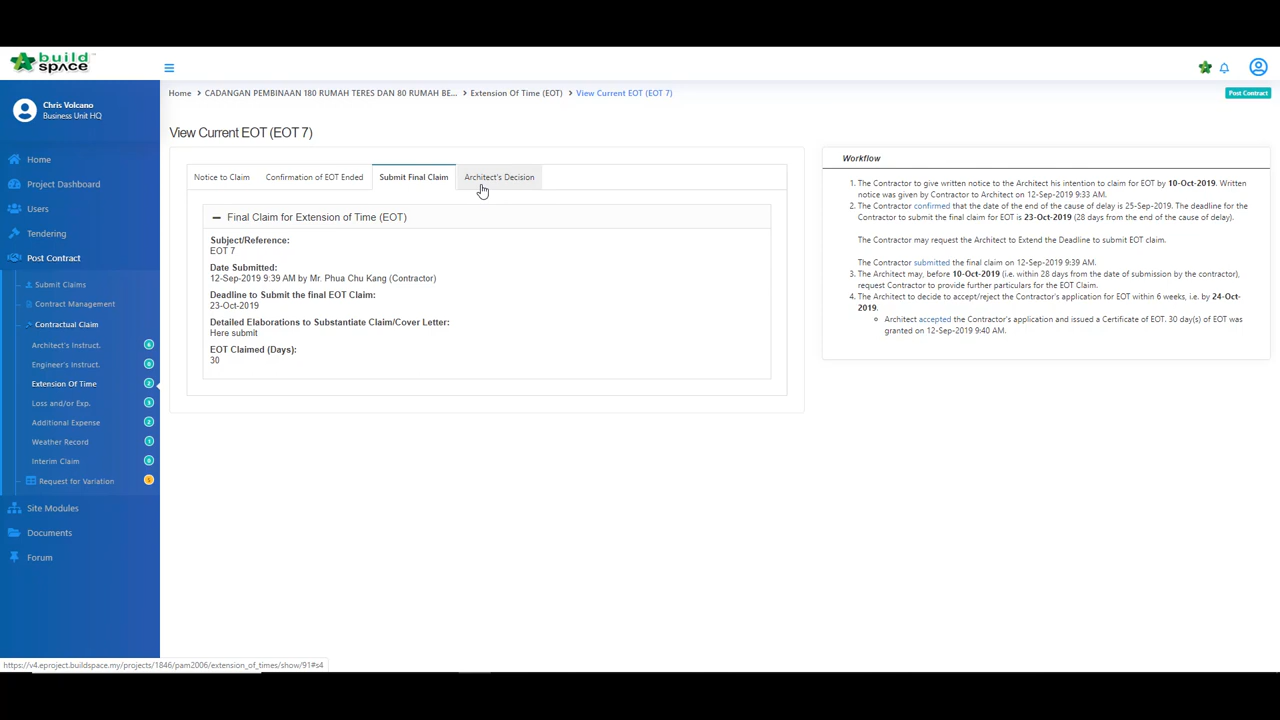 build
space
Chris Volcano
Business Unit HQ
Home
Project Dashboard
Users
Tendering
Post Contract
Submit Claims
Contract Management
Contractual Claim
Architect's Instruct. 6
Engineer's Instruct.
Extension Of Time 2
Loss and/or Exp. 3
Additional Expense 2
Weather Record 1
Interim Claim 0
Request for Variation
Site Modules
Documents
Forum
Home > CADANGAN PEMBINAAN 180 RUMAH TERES DAN 80 RUMAH BE... > Extension Of Time (EOT) > View Current EOT (EOT 7)
Post Contract
View Current EOT (EOT 7)
Notice to Claim Confirmation of EOT Ended Submit Final Claim Architect's Decision
Final Claim for Extension of Time (EOT)
Subject/Reference:
EOT 7
Date Submitted:
12-Sep-2019 9:39 AM by Mr. Phua Chu Kang (Contractor)
Deadline to Submit the final EOT Claim:
23-Oct-2019
Detailed Elaborations to Substantiate Claim/Cover Letter:
Here submit
EOT Claimed (Days):
30
Workflow
1. The Contractor to give written notice to the Architect his intention to claim for EOT by 10-Oct-2019. Written
notice was given by Contractor to Architect on 12-Sep-2019 9:33 AM.
2. The Contractor confirmed that the date of the end of the cause of delay is 25-Sep-2019. The deadline for the
Contractor to submit the final claim for EOT is 23-Oct-2019 (28 days from the end of the cause of delay).
The Contractor may request the Architect to Extend the Deadline to submit EOT claim.
The Contractor submitted the final claim on 12-Sep-2019 9:39 AM.
3. The Architect may, before 10-Oct-2019 (i.e. within 28 days from the date of submission by the contractor),
request Contractor to provide further particulars for the EOT Claim.
4. The Architect to decide to accept/reject the Contractor's application for EOT within 6 weeks, i.e. by 24-Oct-
2019.
Architect accepted the Contractor's application and issued a Certificate of EOT. 30 day(s) of EOT was
granted on 12-Sep-2019 9:40 AM.
https://v4.eproject.buildspace.my/projects/1846/pam2006/extension_of_times/show/91#s4